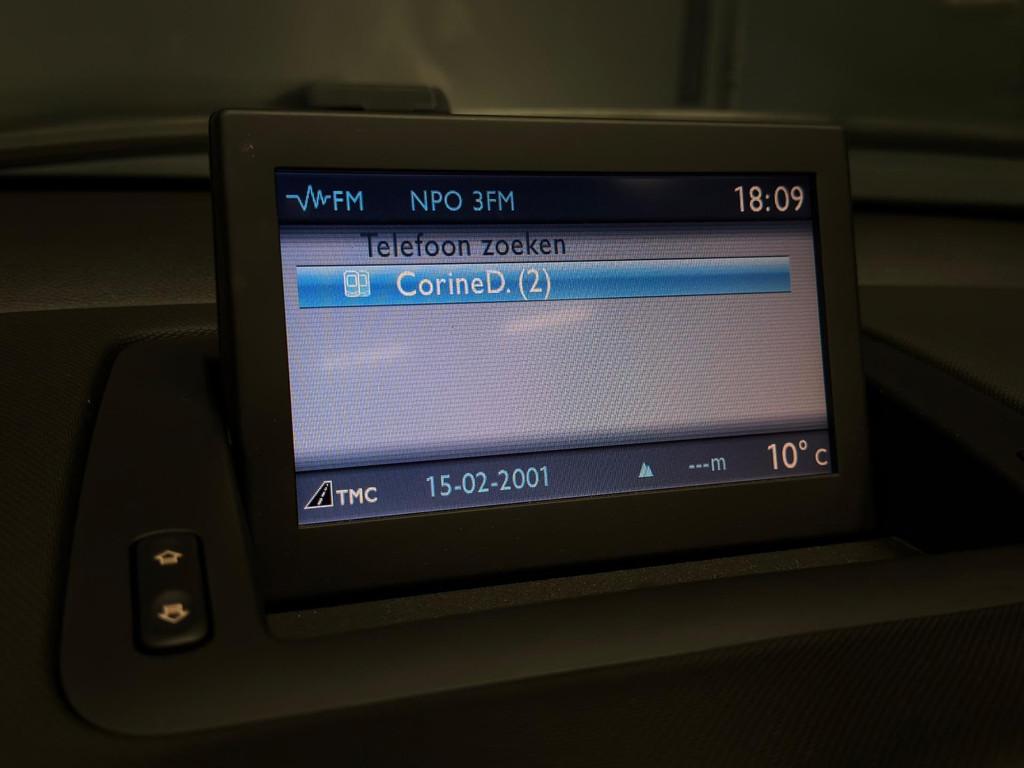 FM NPO 3FM 18:09
Telefoon zoeken
CorineD. (2)
TMC 15-02-2001 ---m 10° C